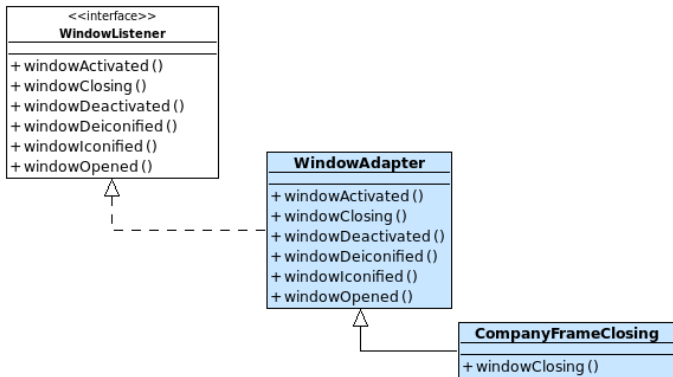 <<interface>>
WindowListener
+ windowActivated ()
+ windowClosing ()
+ windowDeactivated ()
+ windowDeiconified ()
+ windowIconified ()
+ windowOpened ()
WindowAdapter
+ windowActivated ()
+ windowClosing ()
+ windowDeactivated ()
+ windowDeiconified ()
+ windowIconified ()
+ windowOpened ()
CompanyFrameClosing
+ windowClosing ()